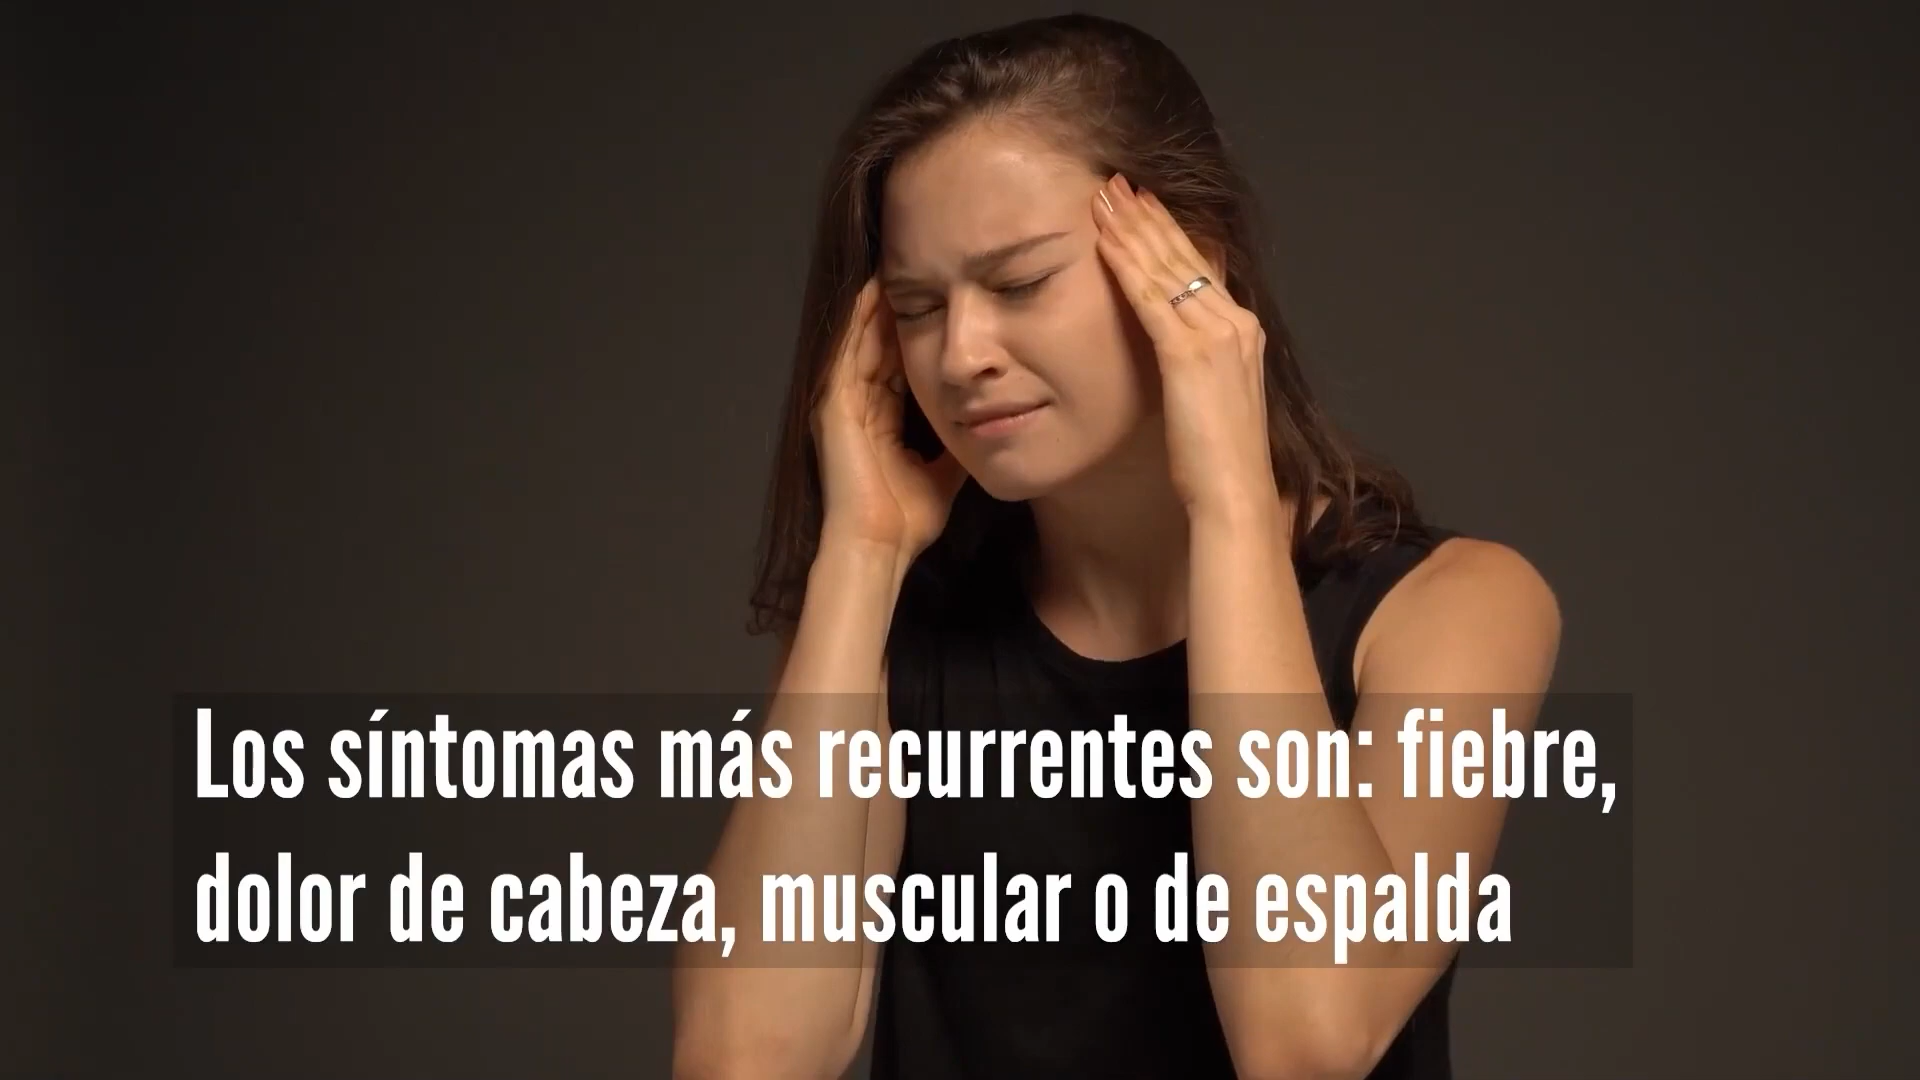 Los síntomas más recurrentes son: fiebre,
dolor de cabeza, muscular o de espalda